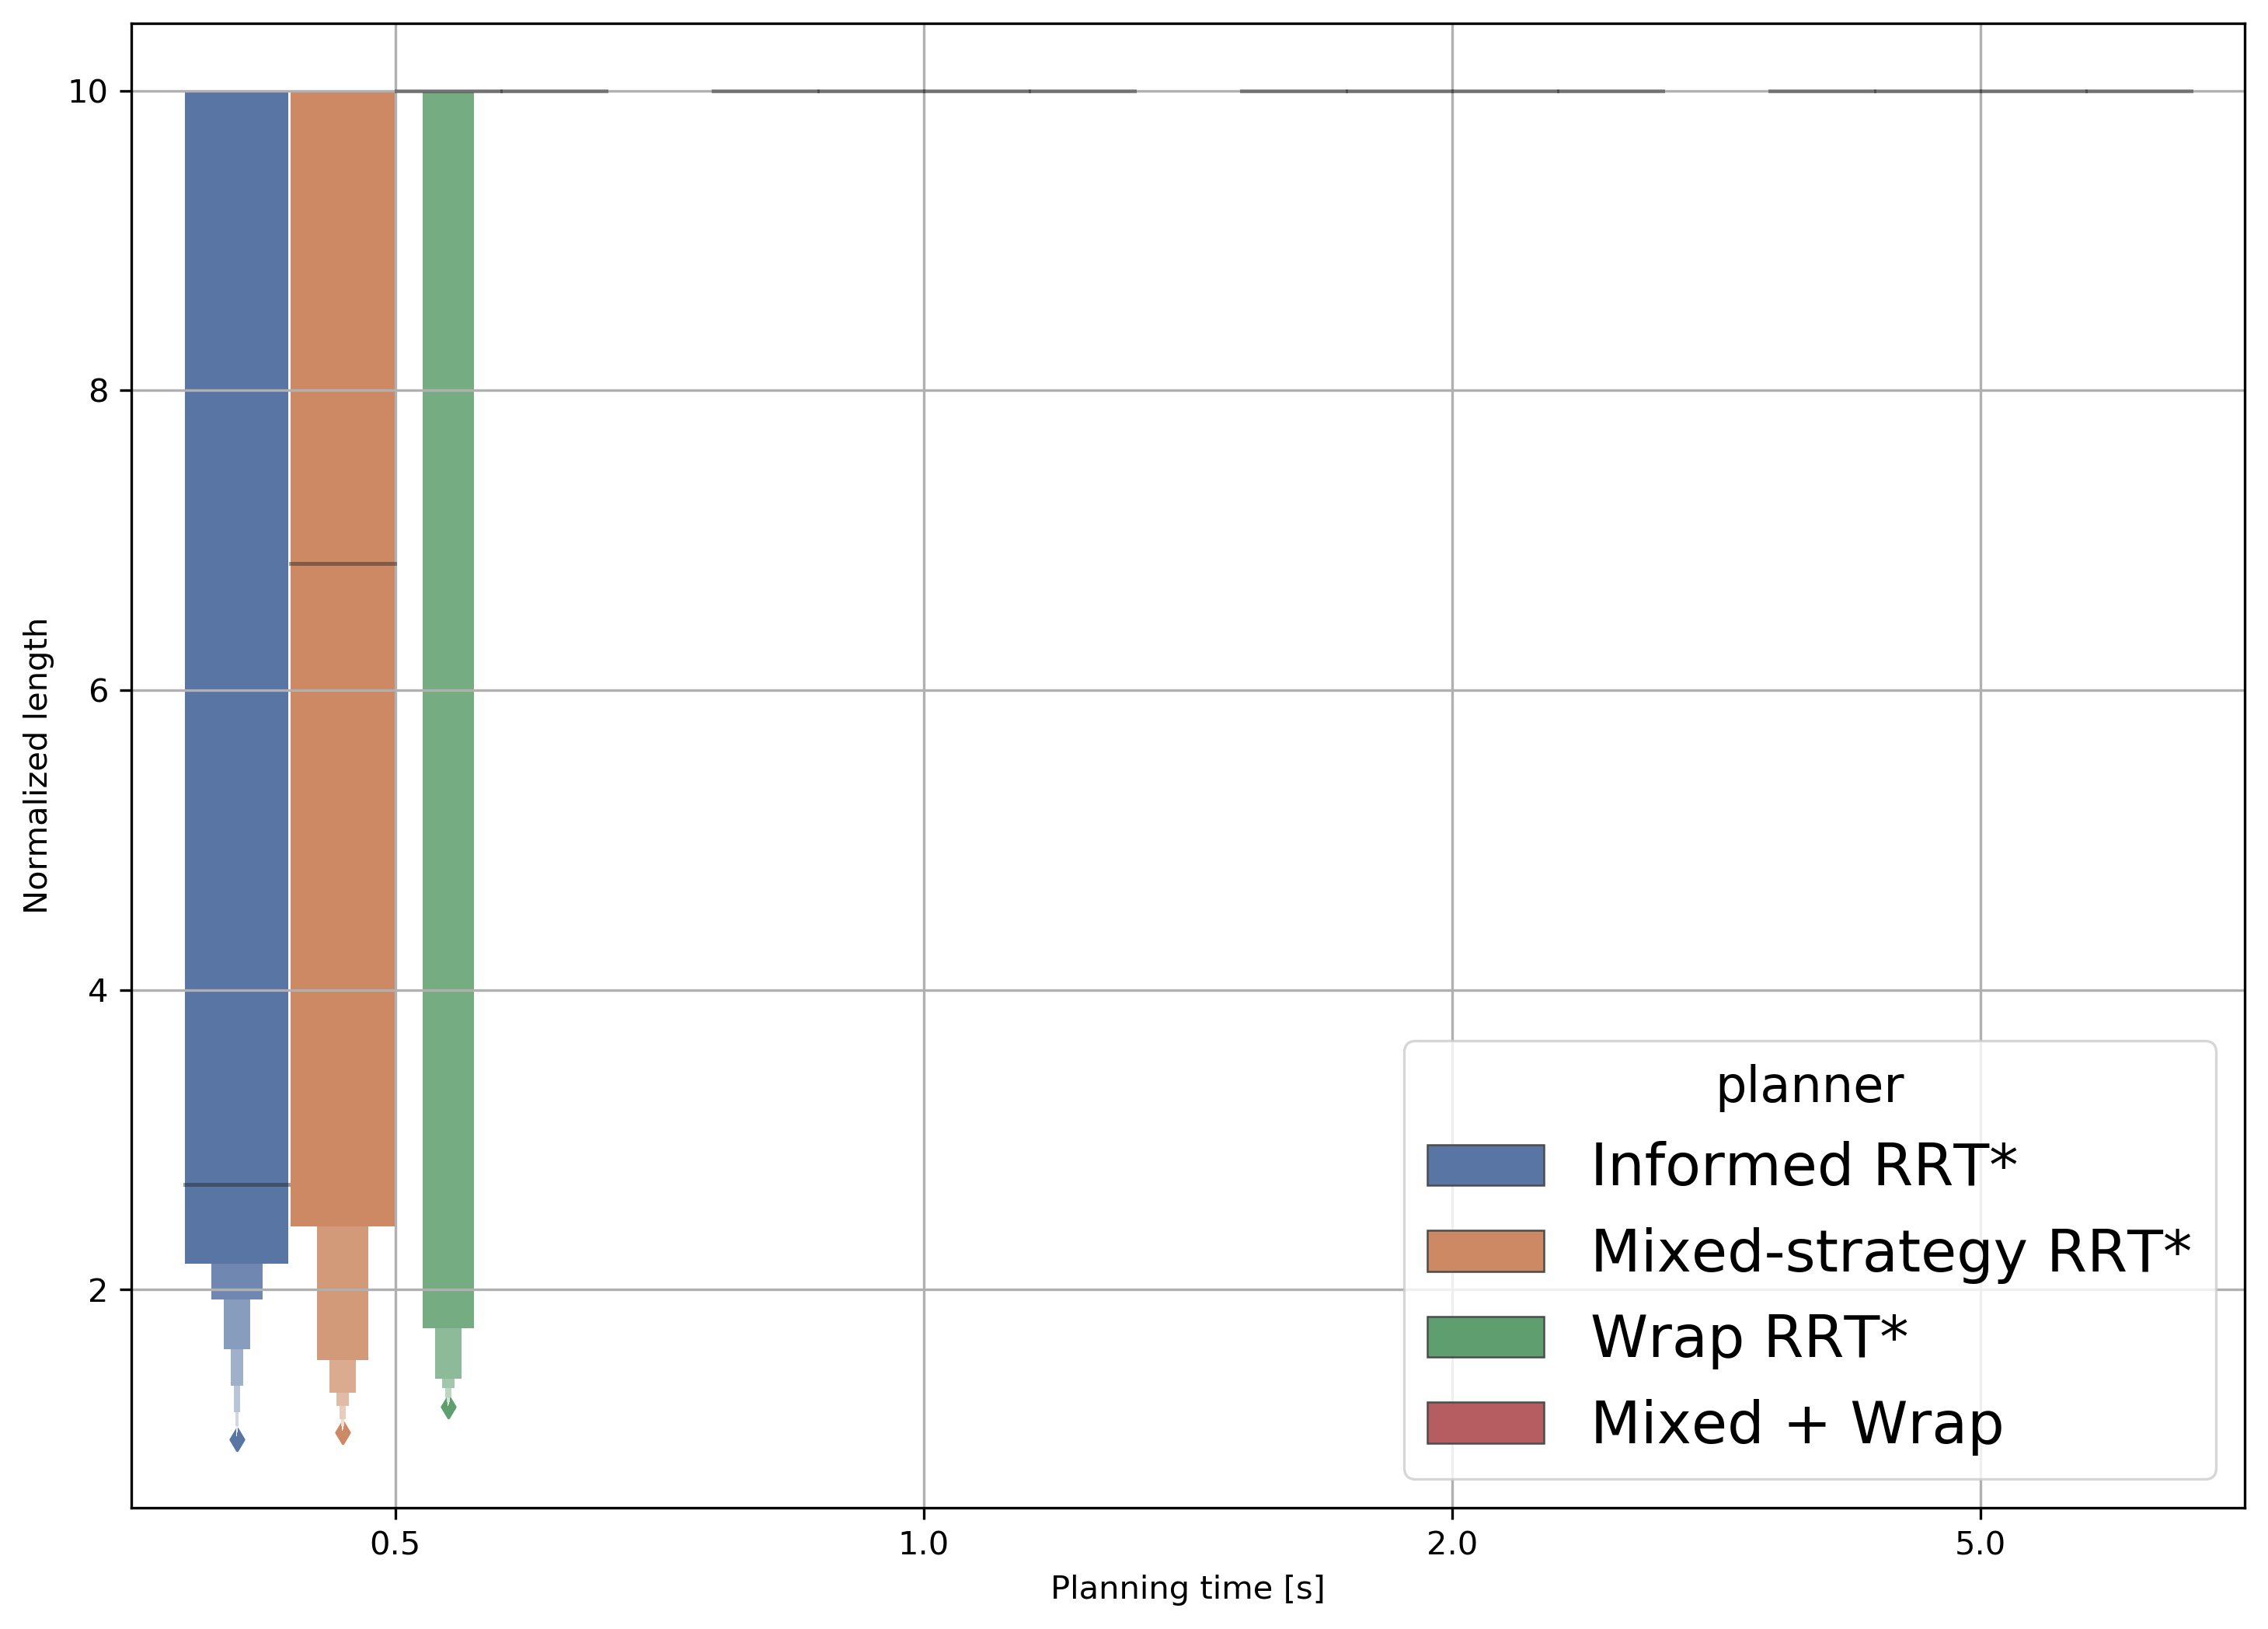 10
8
6
4
2
Normalized length
0.5
1.0
2.0
5.0
Planning time [s]
planner
Informed RRT*
Mixed-strategy RRT*
Wrap RRT*
Mixed + Wrap